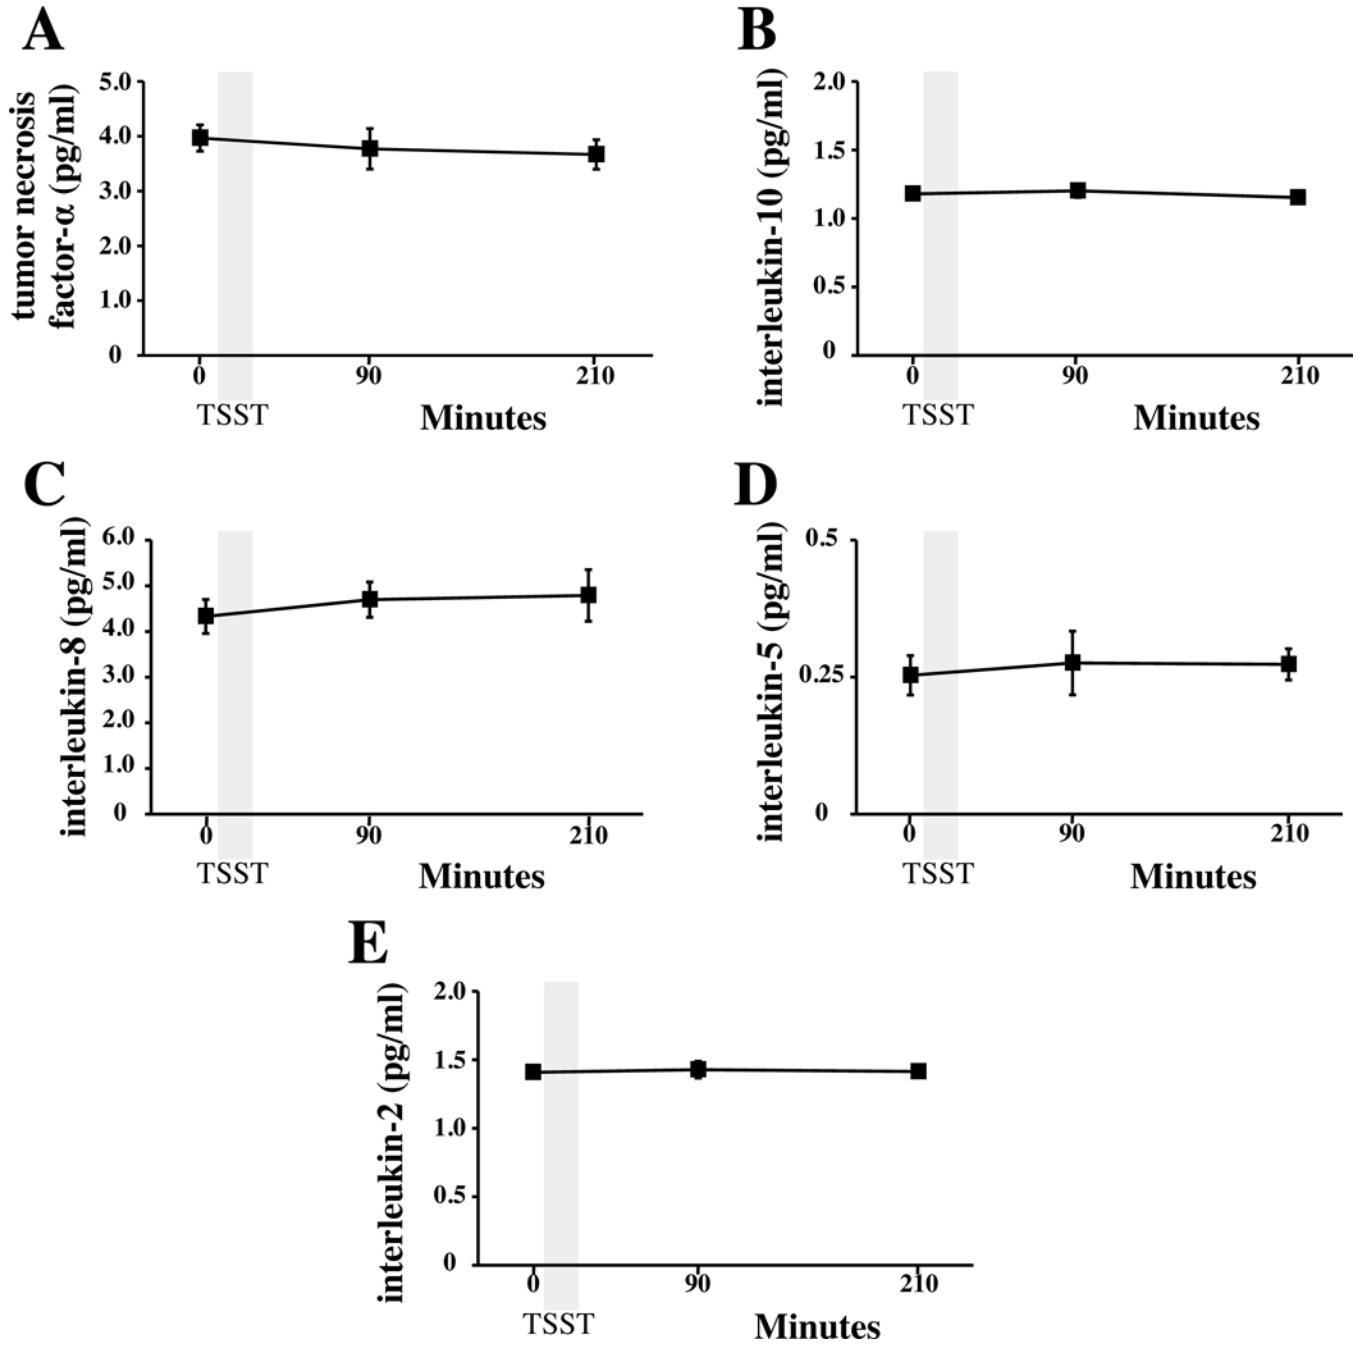 A
tumor necrosis
factor-α (pg/ml)
5.0
4.0
3.0
2.0
1.0
0
0
90
210
TSST
Minutes
B
interleukin-10 (pg/ml)
2.0
1.5
1.0
0.5
0
0
90
210
TSST
Minutes
C
interleukin-8 (pg/ml)
6.0
5.0
4.0
3.0
2.0
1.0
0
0
90
210
TSST
Minutes
D
interleukin-5 (pg/ml)
0.5
0.25
0
0
90
210
TSST
Minutes
E
interleukin-2 (pg/ml)
2.0
1.5
1.0
0.5
0
0
90
210
TSST
Minutes